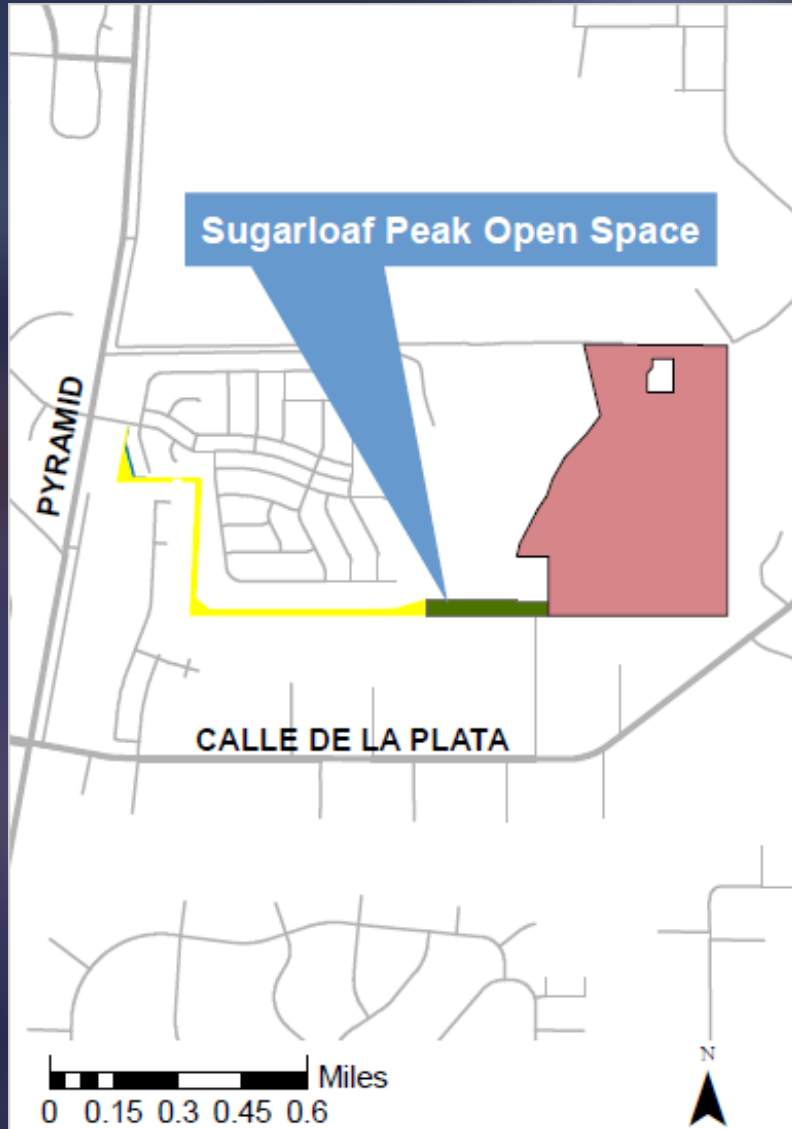 Sugarloaf Peak Open Space
PYRAMID
CALLE DE LA PLATA
N
Miles
0 0.15 0.3 0.45 0.6